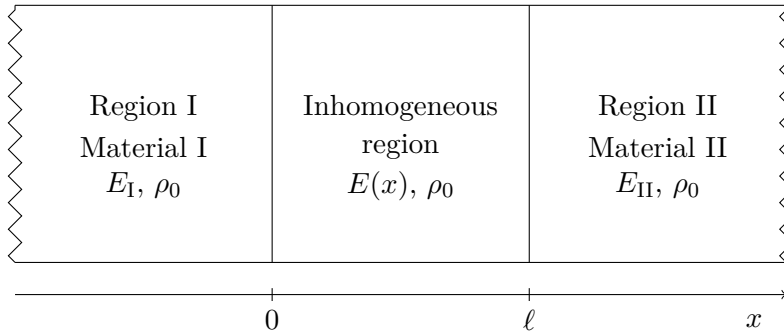 Region I
Material I
E_I, ρ_0
Inhomogeneous
region
E(x), ρ_0
Region II
Material II
E_II, ρ_0
0
ℓ
x